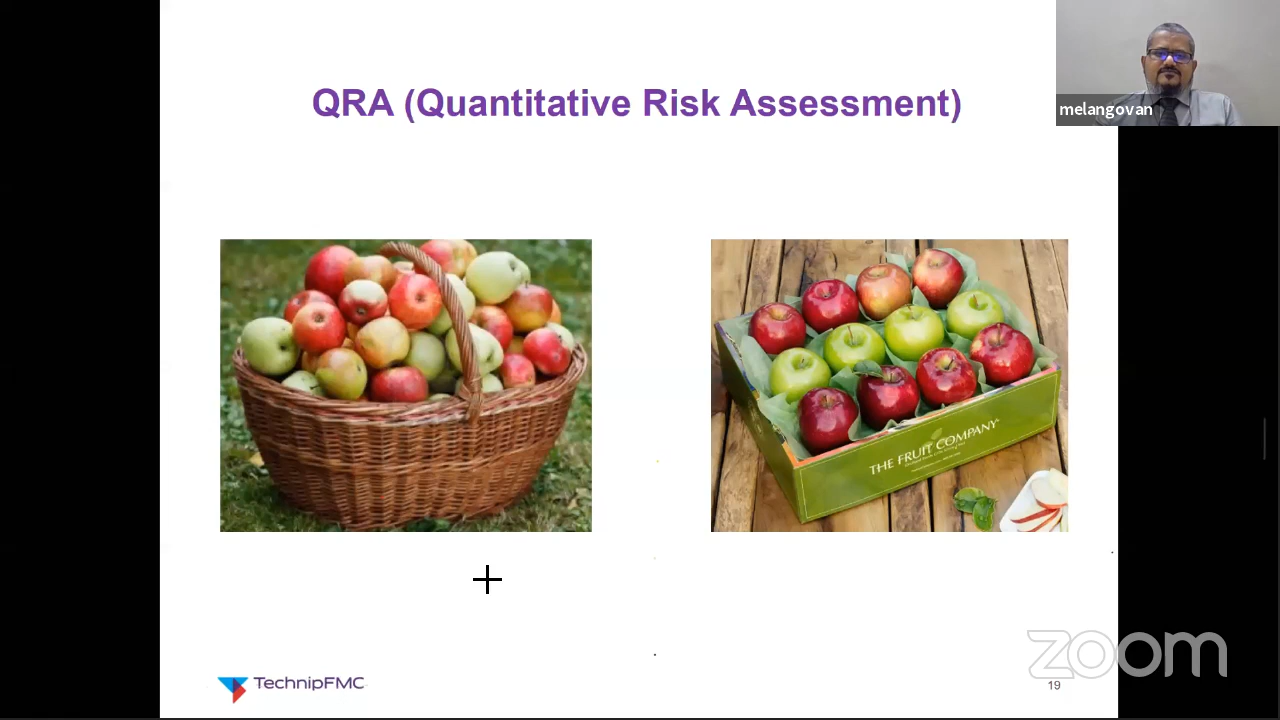 QRA (Quantitative Risk Assessment)
melangovan
THE FRUIT COMPANY
TechnipFMC
19
zoom